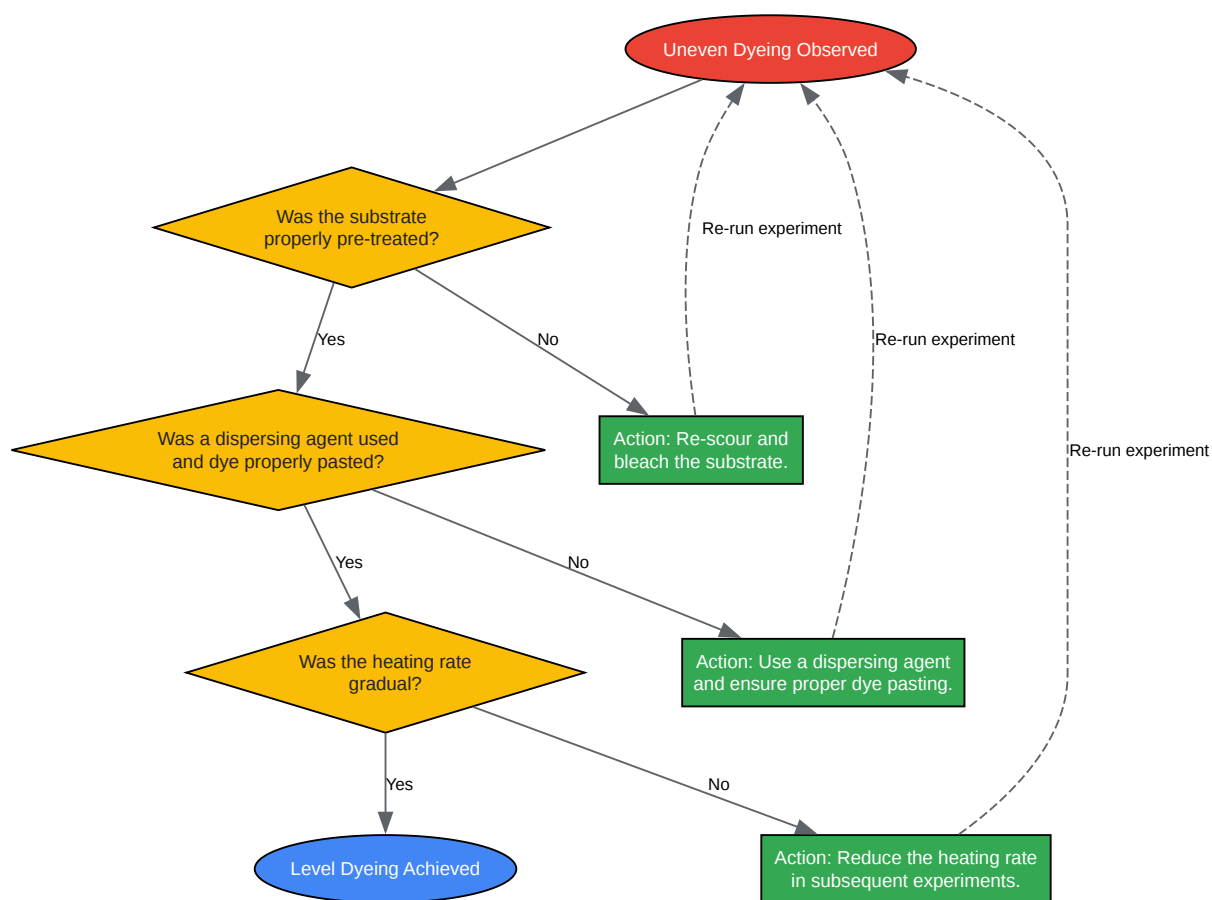 Uneven Dyeing Observed
Was the substrate
properly pre-treated?
Re-run experiment
Yes
No
Re-run experiment
Was a dispersing agent used
and dye properly pasted?
Action: Re-scour and
bleach the substrate.
Re-run experiment
Yes
No
Was the heating rate
gradual?
Action: Use a dispersing agent
and ensure proper dye pasting.
Yes
No
Level Dyeing Achieved
Action: Reduce the heating rate
in subsequent experiments.